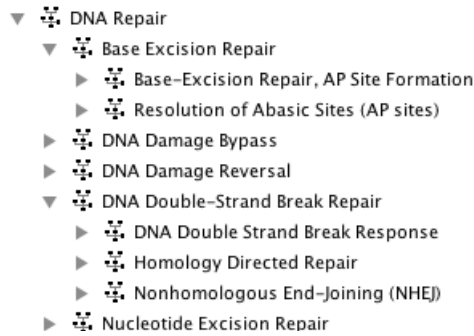 DNA Repair
Base Excision Repair
Base-Excision Repair, AP Site Formation
Resolution of Abasic Sites (AP sites)
DNA Damage Bypass
DNA Damage Reversal
DNA Double-Strand Break Repair
DNA Double Strand Break Response
Homology Directed Repair
Nonhomologous End-Joining (NHEJ)
Nucleotide Excision Repair